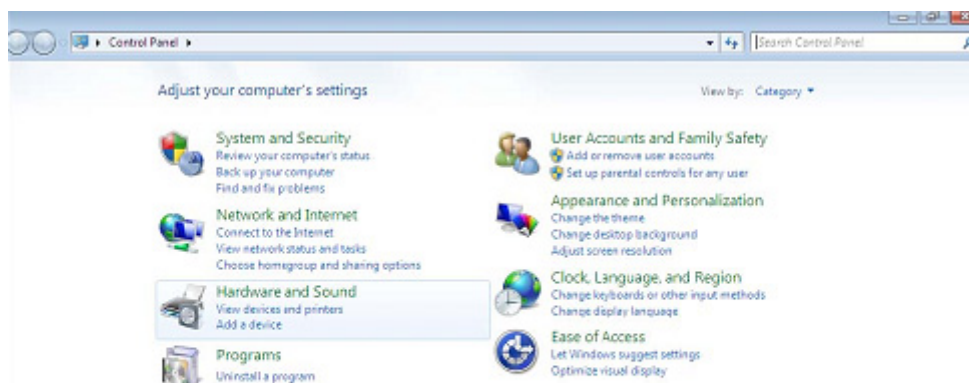 Control Panel
Search Control Panel
Adjust your computer's settings
View by: Category
System and Security
Review your computer's status
Back up your computer
Find and fix problems
Network and Internet
Connect to the Internet
View network status and tasks
Choose homegroup and sharing options
Hardware and Sound
View devices and printers
Add a device
Programs
Uninstall a program
User Accounts and Family Safety
Add or remove user accounts
Set up parental controls for any user
Appearance and Personalization
Change the theme
Change desktop background
Adjust screen resolution
Clock, Language, and Region
Change keyboards or other input methods
Change display language
Ease of Access
Let Windows suggest settings
Optimize visual display